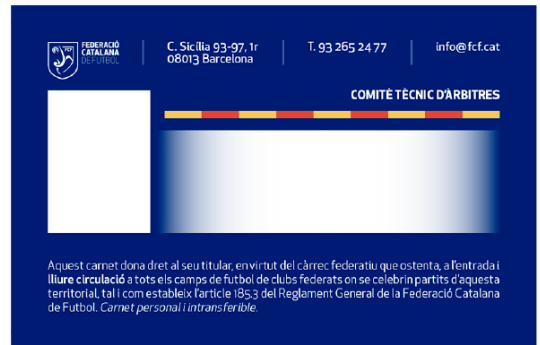 FEDERACIÓ
CATALANA
DE FUTBOL
C. Sicília 93-97, 1r
08013 Barcelona
T. 93 265 24 77
info@fcf.cat
COMITÈ TÈCNIC D'ÀRBITRES
Aquest carnet dona dret al seu titular, en virtut del càrrec federatiu que ostenta, a l'entrada i
lliure circulació a tots els camps de futbol de clubs federats on se celebrin partits d'aquesta
territorial, tal i com estableix l'article 185.3 del Reglament General de la Federació Catalana
de Futbol. Carnet personal i intransferible.